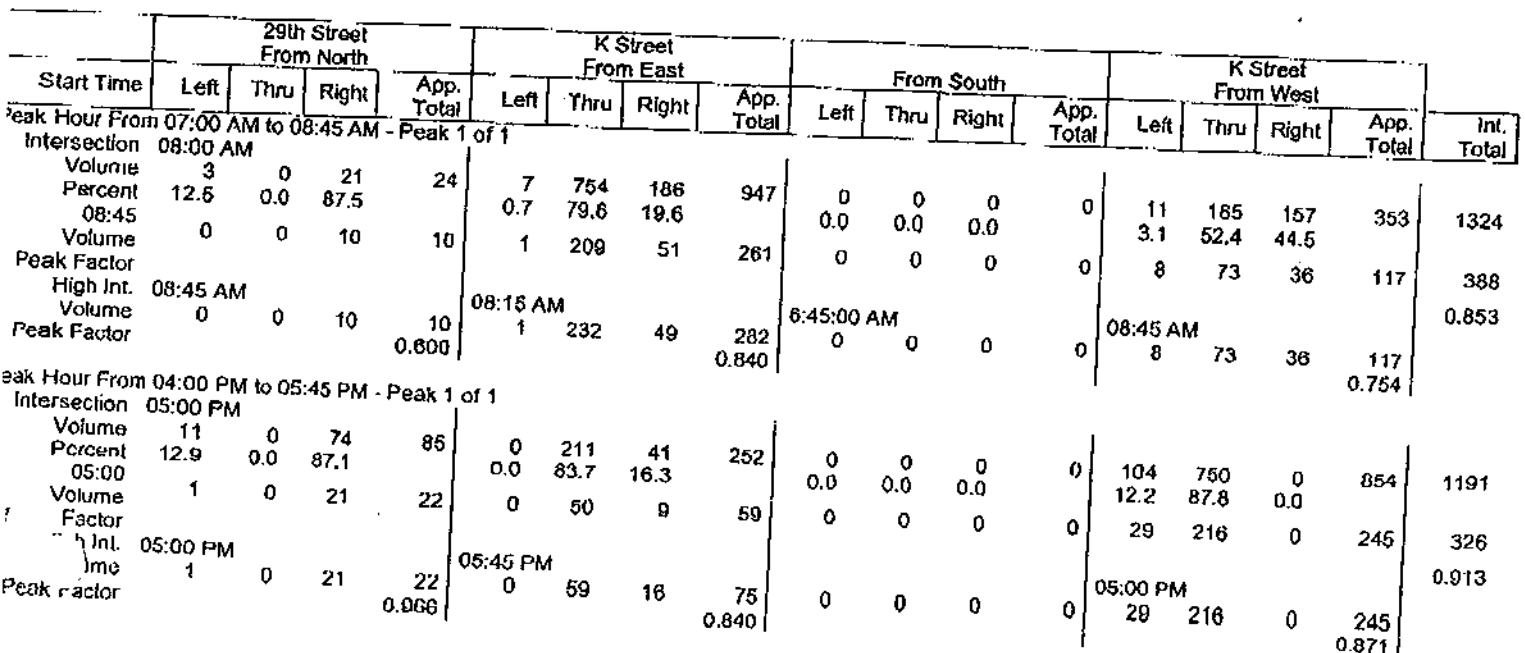 29th Street From North K Street From East From South K Street From West
Start Time Left Thru Right App. Total Left Thru Right App. Total Left Thru Right App. Total Left Thru Right App. Total Int. Total
Peak Hour From 07:00 AM to 08:45 AM - Peak 1 of 1
Intersection 08:00 AM
Volume 3 0 21 24 7 754 186 947 0 0 0 0 11 185 157 353 1324
Percent 12.5 0.0 87.5 0.7 79.6 19.6 0.0 0.0 0.0 3.1 52.4 44.5
08:45
Volume 0 0 10 10 1 209 51 261 0 0 0 0 8 73 36 117 388
Peak Factor 0.853
High Int. 08:45 AM 08:15 AM 6:45:00 AM 08:45 AM
Volume 0 0 10 10 1 232 49 282 0 0 0 0 8 73 36 117
Peak Factor 0.600 0.840 0.754
eak Hour From 04:00 PM to 05:45 PM - Peak 1 of 1
Intersection 05:00 PM
Volume 11 0 74 85 0 211 41 252 0 0 0 0 104 750 0 854 1191
Percent 12.9 0.0 87.1 0.0 83.7 16.3 0.0 0.0 0.0 12.2 87.8 0.0
05:00
Volume 1 0 21 22 0 50 9 59 0 0 0 0 29 216 0 245 326
Factor 0.913
h Int. 05:00 PM 05:45 PM 05:00 PM
ime 1 0 21 22 0 59 16 75 0 0 0 0 29 216 0 245
Peak Factor 0.966 0.840 0.871